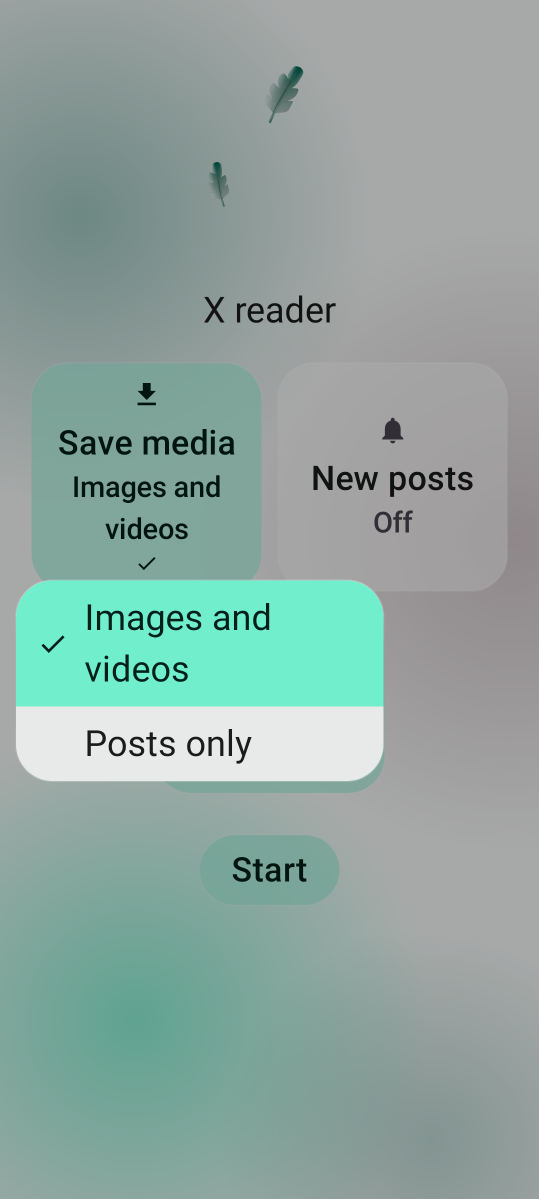 X reader
Save media
Images and
videos
New posts
Off
Images and
videos
Posts only
Start